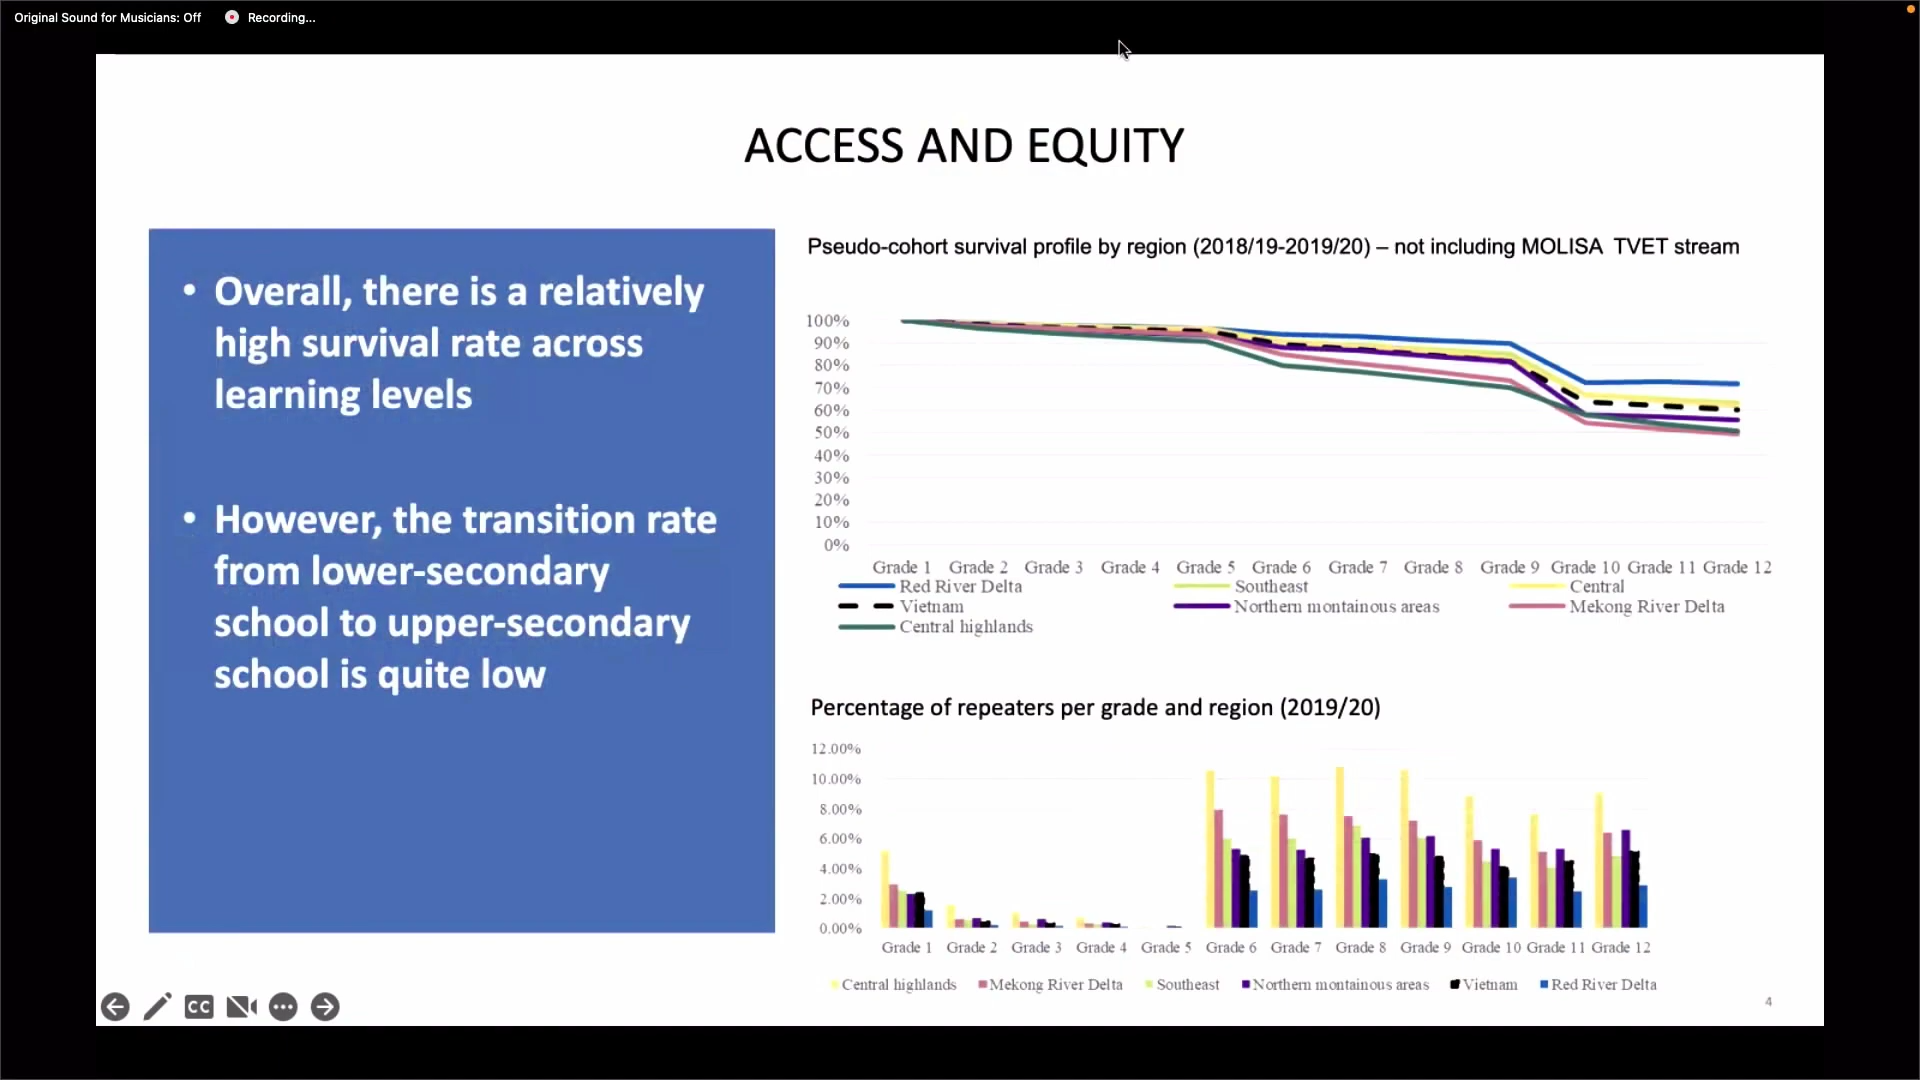 Original Sound for Musicians: Off
Recording...
ACCESS AND EQUITY
• Overall, there is a relatively
high survival rate across
learning levels
• However, the transition rate
from lower-secondary
school to upper-secondary
school is quite low
Pseudo-cohort survival profile by region (2018/19-2019/20) – not including MOLISA TVET stream
100%
90%
80%
70%
60%
50%
40%
30%
20%
10%
0%
Grade 1 Grade 2 Grade 3 Grade 4 Grade 5 Grade 6 Grade 7 Grade 8 Grade 9 Grade 10 Grade 11 Grade 12
Red River Delta Southeast Central
Vietnam Northern montainous areas Mekong River Delta
Central highlands
Percentage of repeaters per grade and region (2019/20)
12.00%
10.00%
8.00%
6.00%
4.00%
2.00%
0.00%
Grade 1 Grade 2 Grade 3 Grade 4 Grade 5 Grade 6 Grade 7 Grade 8 Grade 9 Grade 10 Grade 11 Grade 12
Central highlands Mekong River Delta Southeast Northern montainous areas Vietnam Red River Delta
CC
4